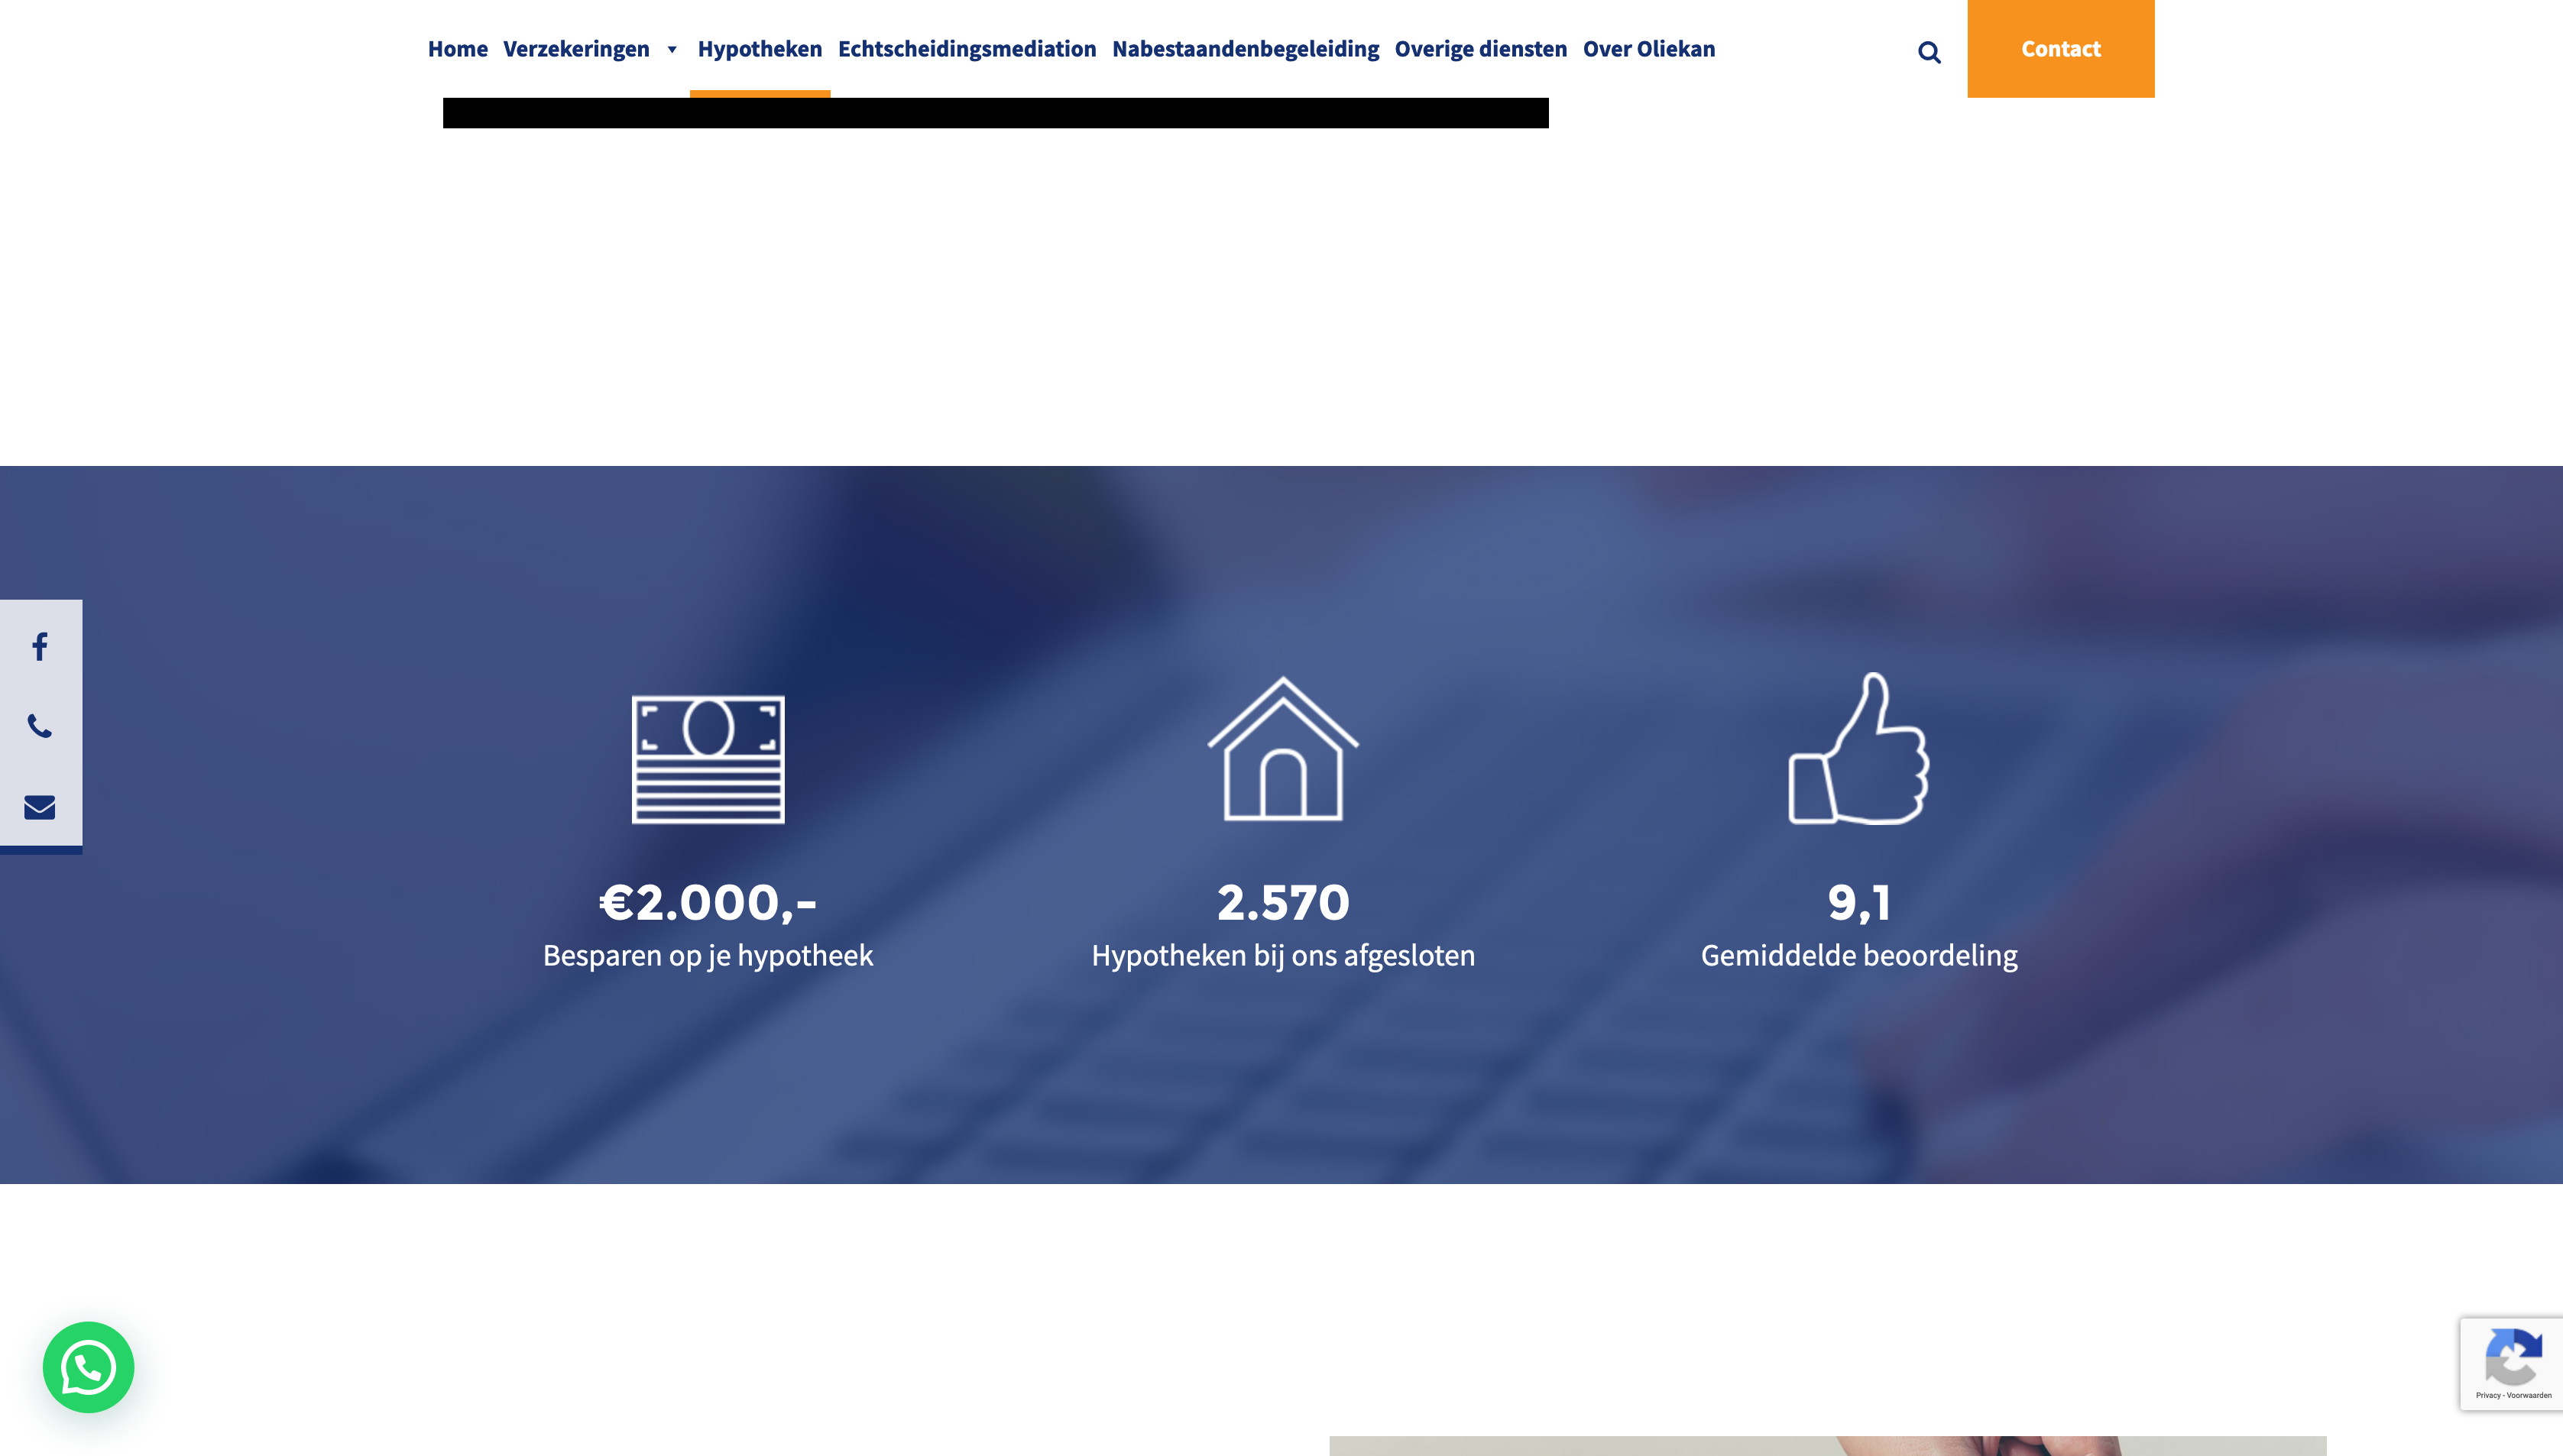 Home Verzekeringen Hypotheken Echtscheidingsmediation Nabestaandenbegeleiding Overige diensten Over Oliekan Contact
€2.000,-
Besparen op je hypotheek
2.570
Hypotheken bij ons afgesloten
9,1
Gemiddelde beoordeling
Privacy - Voorwaarden